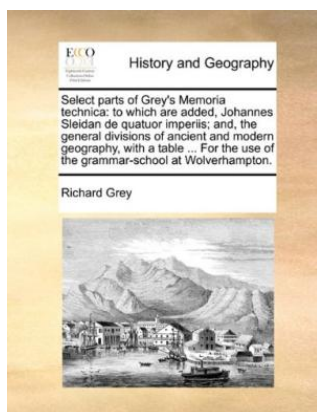 ECCO
History and Geography
Select parts of Grey's Memoria
technica: to which are added, Johannes
Sleidan de quatuor imperiis; and, the
general divisions of ancient and modern
geography, with a table ... For the use of
the grammar-school at Wolverhampton.
Richard Grey